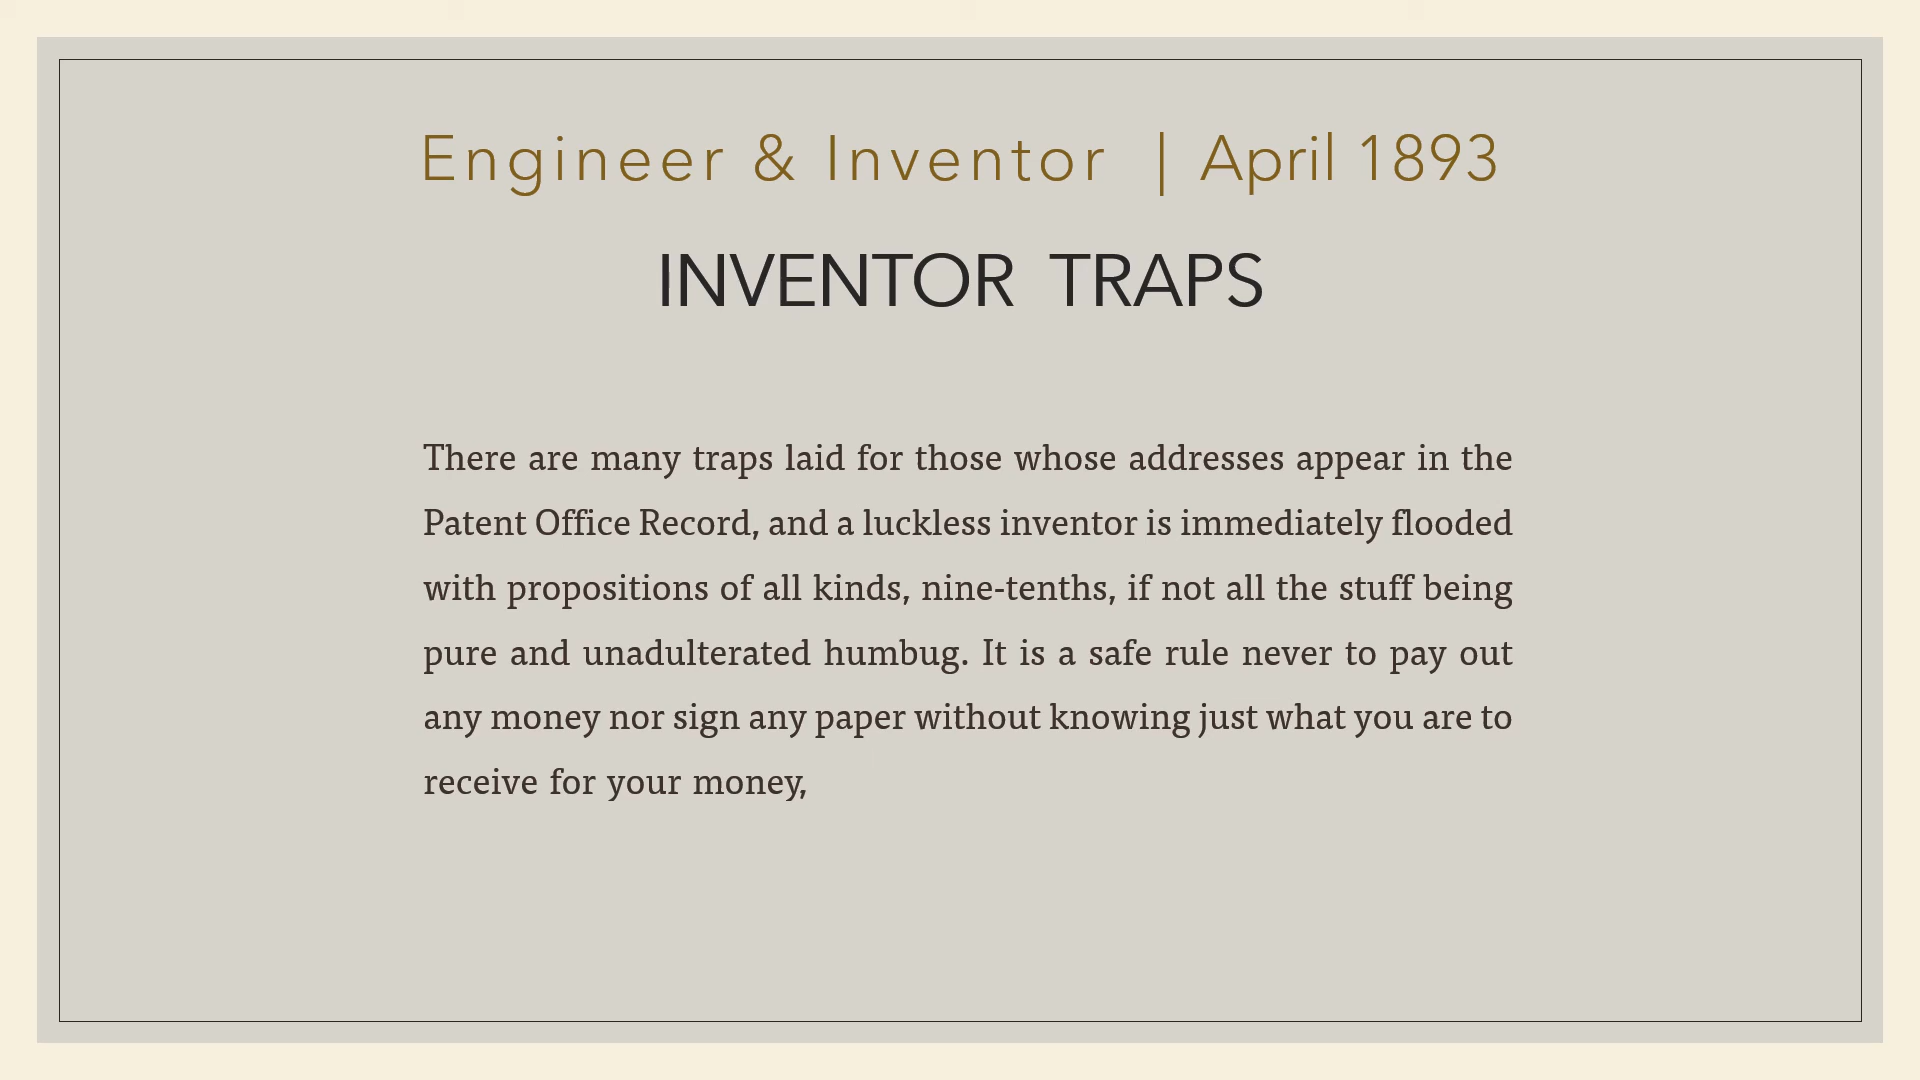 Engineer & Inventor | April 1893
INVENTOR TRAPS
There are many traps laid for those whose addresses appear in the
Patent Office Record, and a luckless inventor is immediately flooded
with propositions of all kinds, nine-tenths, if not all the stuff being
pure and unadulterated humbug. It is a safe rule never to pay out
any money nor sign any paper without knowing just what you are to
receive for your money,